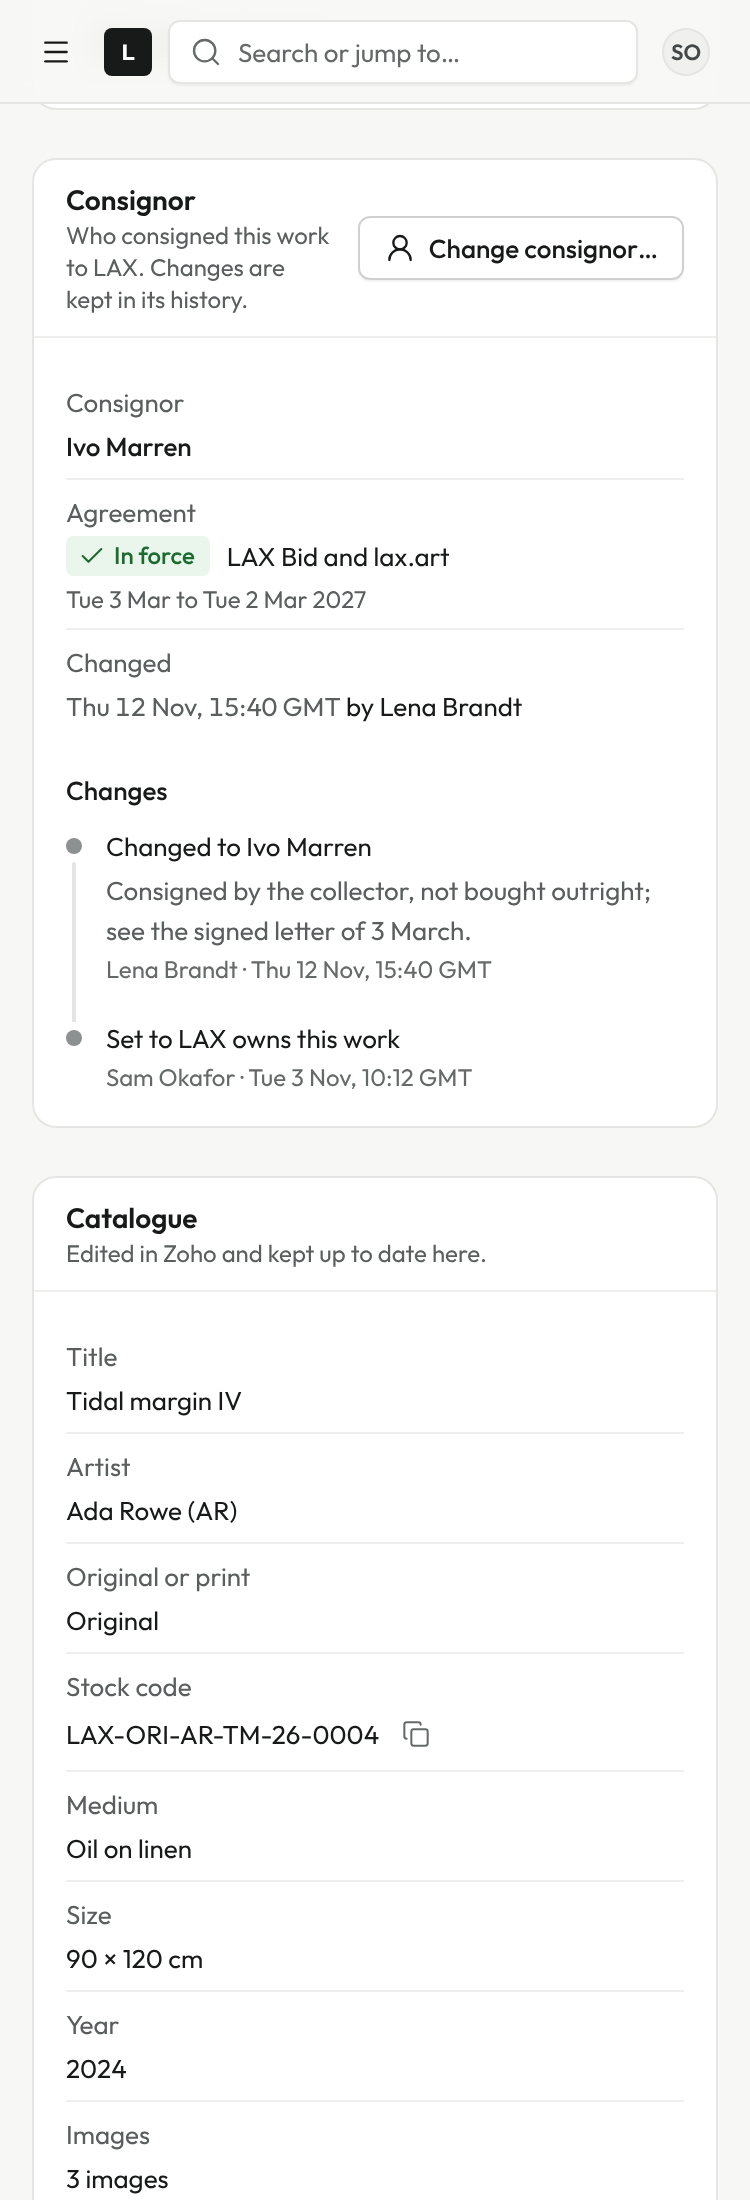 L
Search or jump to...
SO
Consignor
Who consigned this work
to LAX. Changes are
kept in its history.
Change consignor...
Consignor
Ivo Marren
Agreement
In force
LAX Bid and lax.art
Tue 3 Mar to Tue 2 Mar 2027
Changed
Thu 12 Nov, 15:40 GMT by Lena Brandt
Changes
Changed to Ivo Marren
Consigned by the collector, not bought outright;
see the signed letter of 3 March.
Lena Brandt · Thu 12 Nov, 15:40 GMT
Set to LAX owns this work
Sam Okafor · Tue 3 Nov, 10:12 GMT
Catalogue
Edited in Zoho and kept up to date here.
Title
Tidal margin IV
Artist
Ada Rowe (AR)
Original or print
Original
Stock code
LAX-ORI-AR-TM-26-0004
Medium
Oil on linen
Size
90 × 120 cm
Year
2024
Images
3 images